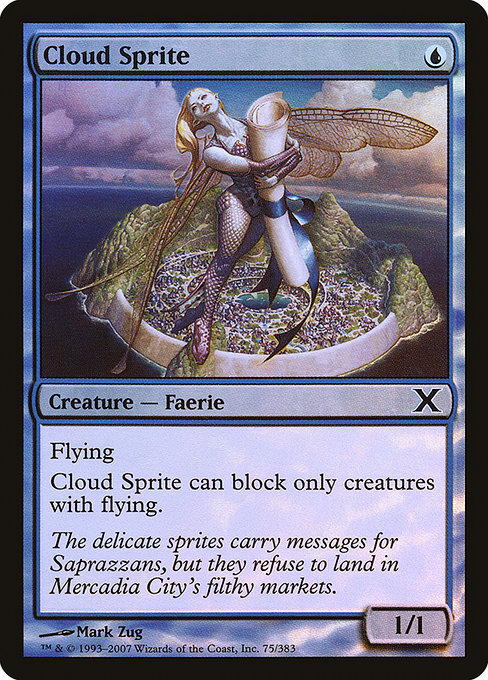 Cloud Sprite
Creature — Faerie
X
Flying
Cloud Sprite can block only creatures
with flying.
The delicate sprites carry messages for
Saprazzans, but they refuse to land in
Mercadia City's filthy markets.
Mark Zug
1/1
™ & © 1993–2007 Wizards of the Coast, Inc. 75/383